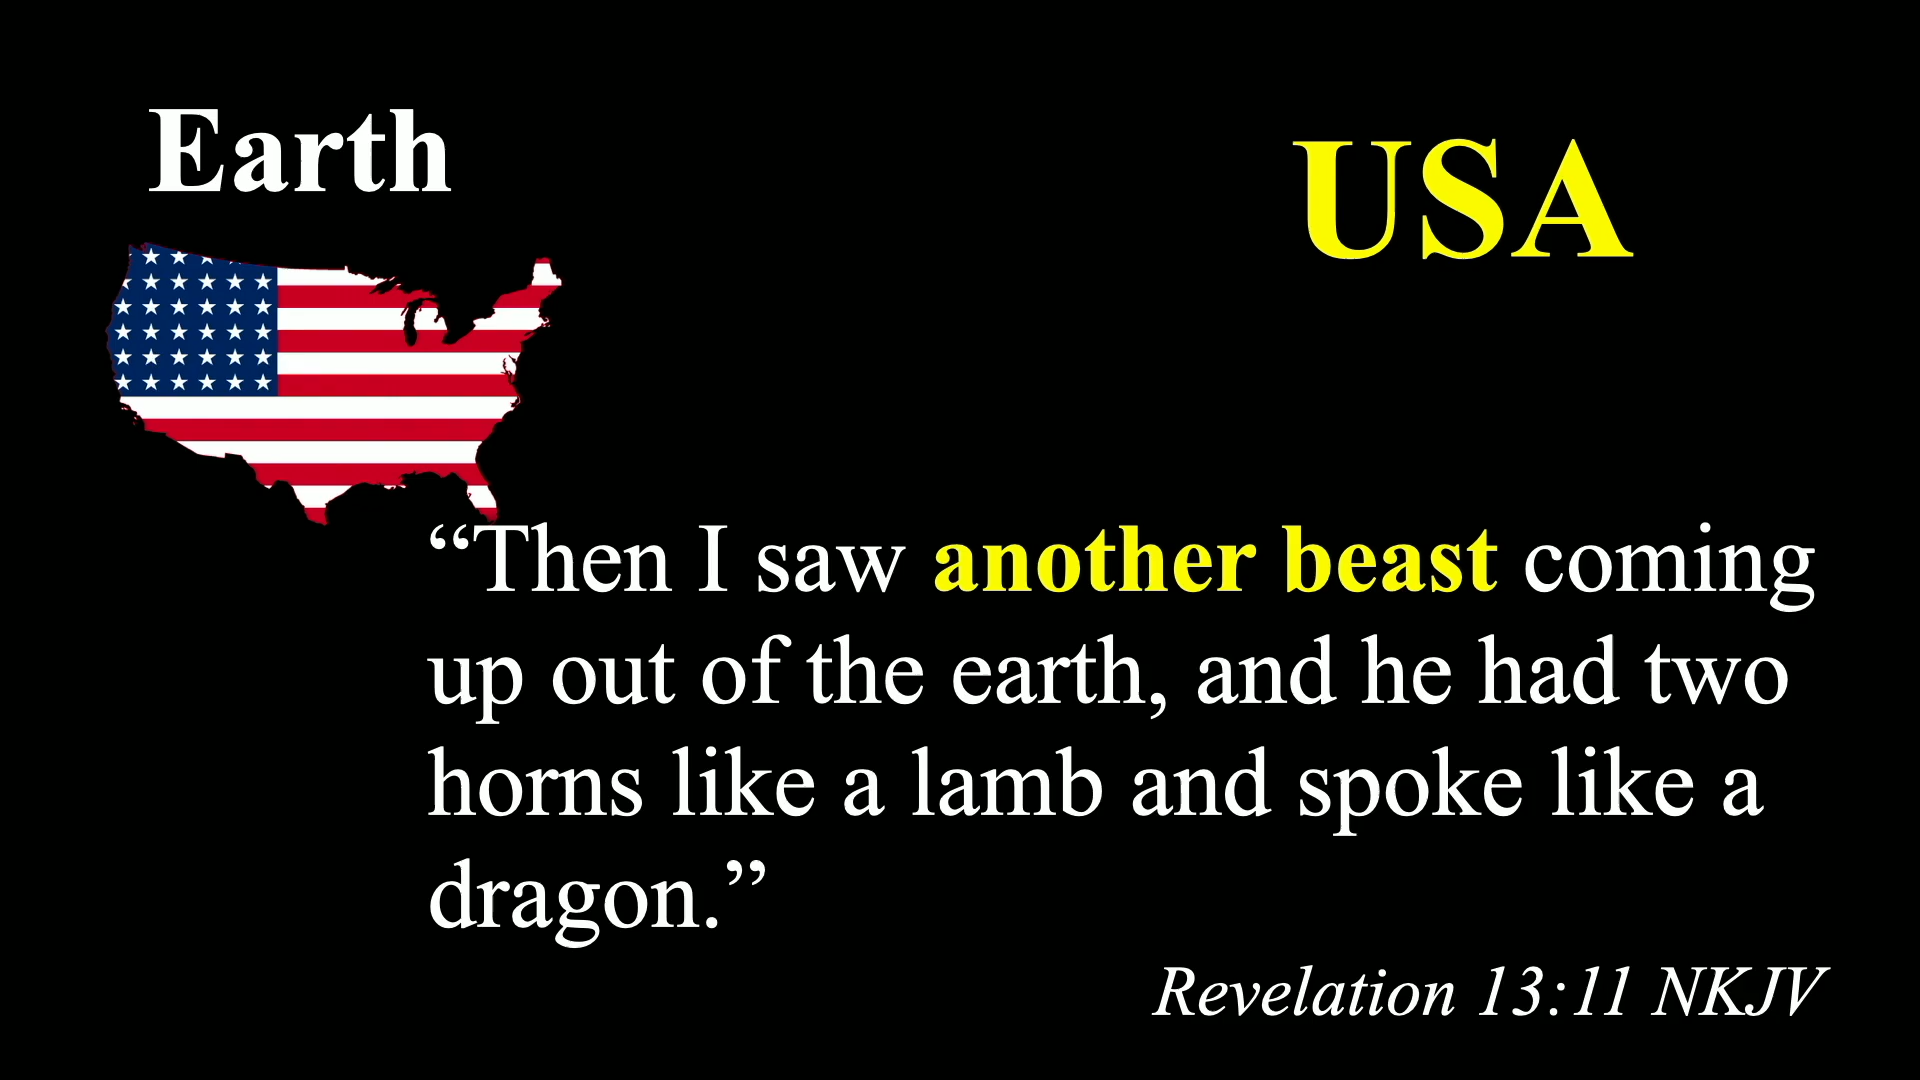 Earth
USA
“Then I saw another beast coming
up out of the earth, and he had two
horns like a lamb and spoke like a
dragon.”
Revelation 13:11 NKJV